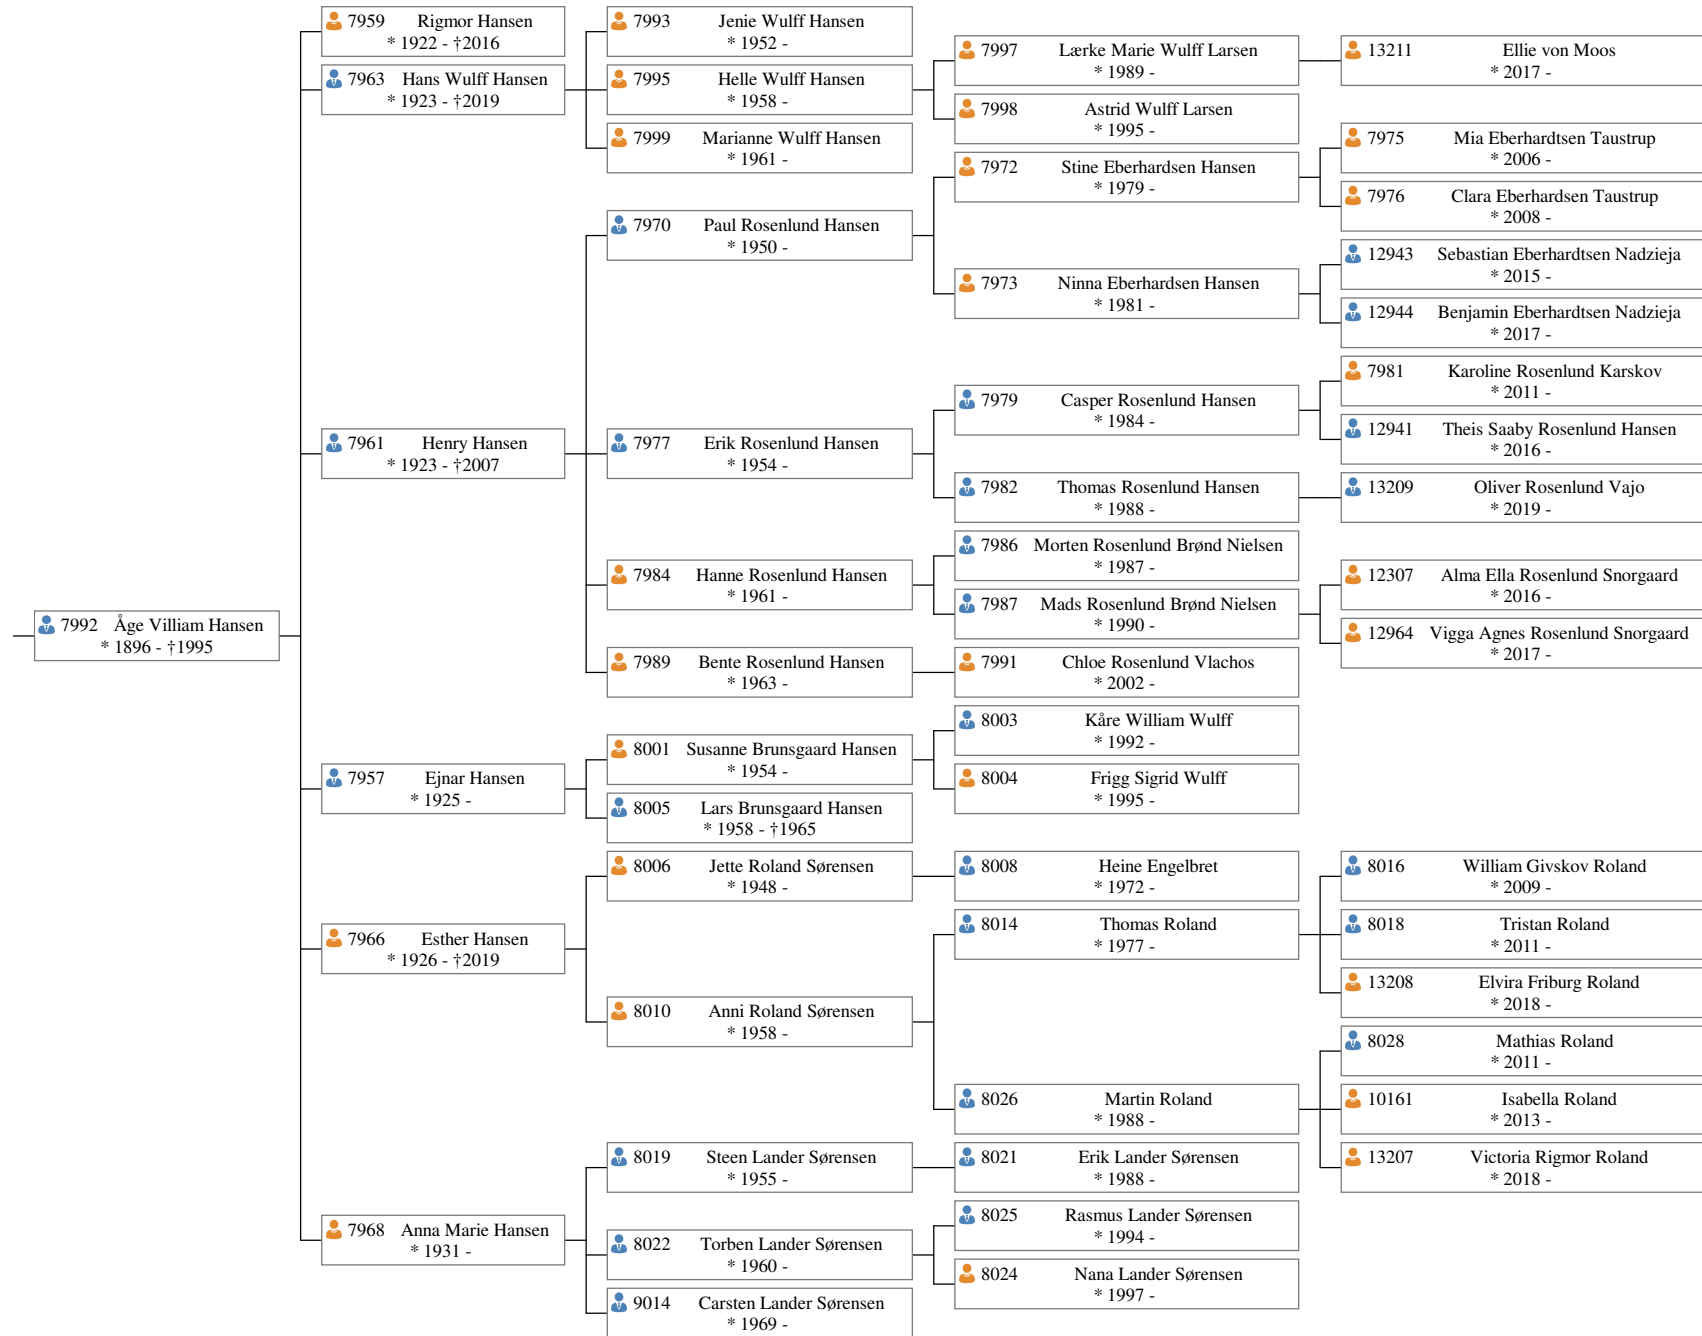 7992 Åge Villiam Hansen
* 1896 - †1995
7959 Rigmor Hansen
* 1922 - †2016
7963 Hans Wulff Hansen
* 1923 - †2019
7961 Henry Hansen
* 1923 - †2007
7957 Ejnar Hansen
* 1925 -
7966 Esther Hansen
* 1926 - †2019
7968 Anna Marie Hansen
* 1931 -
7993 Jenie Wulff Hansen
* 1952 -
7995 Helle Wulff Hansen
* 1958 -
7999 Marianne Wulff Hansen
* 1961 -
7970 Paul Rosenlund Hansen
* 1950 -
7977 Erik Rosenlund Hansen
* 1954 -
7984 Hanne Rosenlund Hansen
* 1961 -
7989 Bente Rosenlund Hansen
* 1963 -
8001 Susanne Brunsgaard Hansen
* 1954 -
8005 Lars Brunsgaard Hansen
* 1958 - †1965
8006 Jette Roland Sørensen
* 1948 -
8010 Anni Roland Sørensen
* 1958 -
8019 Steen Lander Sørensen
* 1955 -
8022 Torben Lander Sørensen
* 1960 -
9014 Carsten Lander Sørensen
* 1969 -
7997 Lærke Marie Wulff Larsen
* 1989 -
7998 Astrid Wulff Larsen
* 1995 -
7972 Stine Eberhardsen Hansen
* 1979 -
7973 Ninna Eberhardsen Hansen
* 1981 -
7979 Casper Rosenlund Hansen
* 1984 -
7982 Thomas Rosenlund Hansen
* 1988 -
7986 Morten Rosenlund Brønd Nielsen
* 1987 -
7987 Mads Rosenlund Brønd Nielsen
* 1990 -
7991 Chloe Rosenlund Vlachos
* 2002 -
8003 Kåre William Wulff
* 1992 -
8004 Frigg Sigrid Wulff
* 1995 -
8008 Heine Engelbret
* 1972 -
8014 Thomas Roland
* 1977 -
8026 Martin Roland
* 1988 -
8021 Erik Lander Sørensen
* 1988 -
8025 Rasmus Lander Sørensen
* 1994 -
8024 Nana Lander Sørensen
* 1997 -
13211 Ellie von Moos
* 2017 -
7975 Mia Eberhardtsen Taustrup
* 2006 -
7976 Clara Eberhardsen Taustrup
* 2008 -
12943 Sebastian Eberhardtsen Nadzieja
* 2015 -
12944 Benjamin Eberhardtsen Nadzieja
* 2017 -
7981 Karoline Rosenlund Karskov
* 2011 -
12941 Theis Saaby Rosenlund Hansen
* 2016 -
13209 Oliver Rosenlund Vajo
* 2019 -
12307 Alma Ella Rosenlund Snorgaard
* 2016 -
12964 Vigga Agnes Rosenlund Snorgaard
* 2017 -
8016 William Givskov Roland
* 2009 -
8018 Tristan Roland
* 2011 -
13208 Elvira Friburg Roland
* 2018 -
8028 Mathias Roland
* 2011 -
10161 Isabella Roland
* 2013 -
13207 Victoria Rigmor Roland
* 2018 -